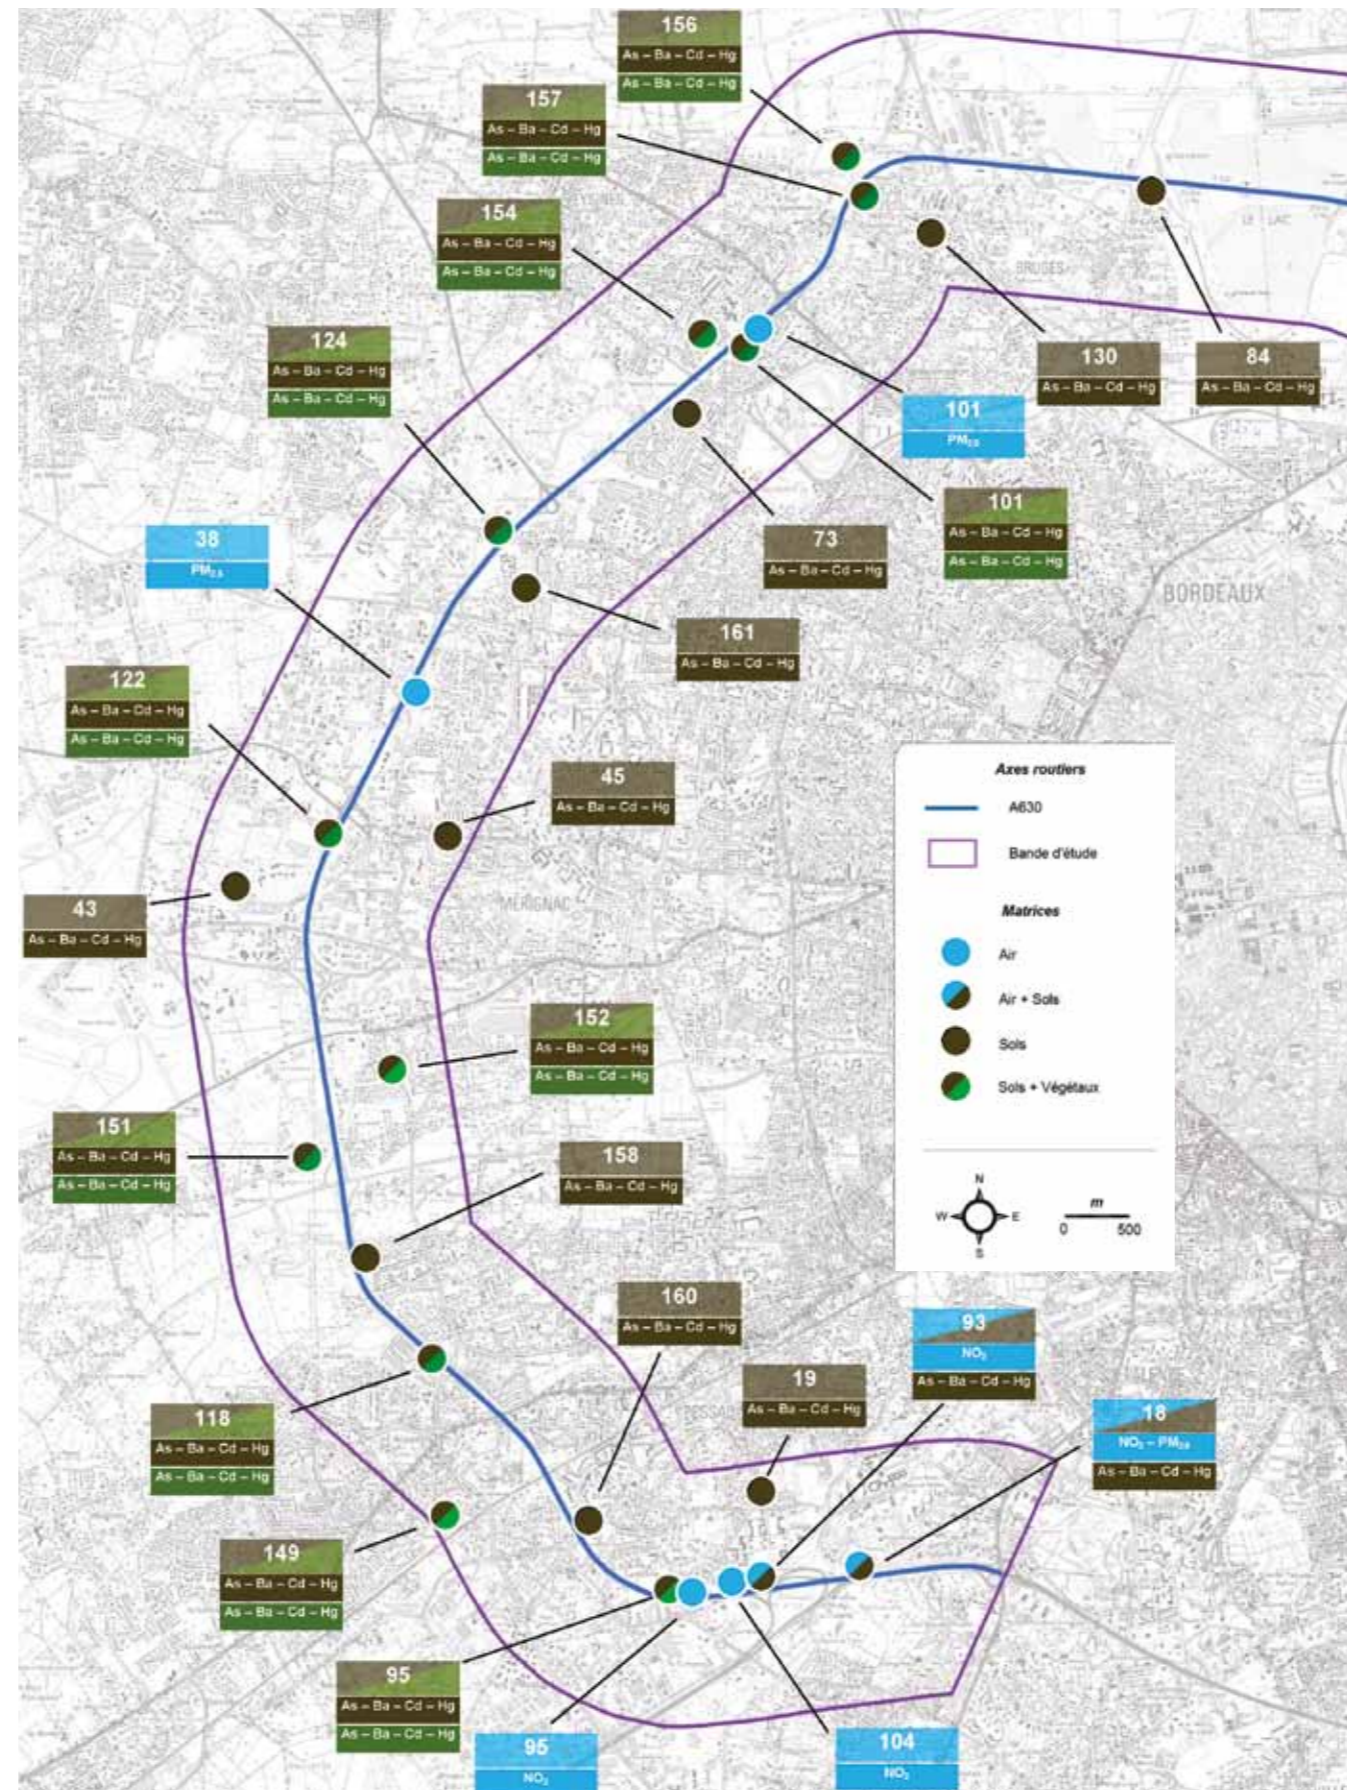 156
As – Ba – Cd – Hg
As – Ba – Cd – Hg
157
As – Ba – Cd – Hg
As – Ba – Cd – Hg
154
As – Ba – Cd – Hg
As – Ba – Cd – Hg
LE LAC
BRUGES
124
As – Ba – Cd – Hg
As – Ba – Cd – Hg
130
As – Ba – Cd – Hg
84
As – Ba – Cd – Hg
101
101
As – Ba – Cd – Hg
As – Ba – Cd – Hg
38
PM2,5
73
As – Ba – Cd – Hg
BORDEAUX
161
As – Ba – Cd – Hg
122
As – Ba – Cd – Hg
As – Ba – Cd – Hg
45
As – Ba – Cd – Hg
43
As – Ba – Cd – Hg
MÉRIGNAC
Axes routiers
A630
Bande d'étude
Matrices
Air
Air + Sols
Sols
Sols + Végétaux
N
W
E
S
m
0
500
152
As – Ba – Cd – Hg
As – Ba – Cd – Hg
151
As – Ba – Cd – Hg
As – Ba – Cd – Hg
158
As – Ba – Cd – Hg
160
As – Ba – Cd – Hg
93
NO₂
As – Ba – Cd – Hg
19
As – Ba – Cd – Hg
18
As – Ba – Cd – Hg
118
As – Ba – Cd – Hg
As – Ba – Cd – Hg
149
As – Ba – Cd – Hg
As – Ba – Cd – Hg
95
As – Ba – Cd – Hg
As – Ba – Cd – Hg
95
NO₂
104
NO₂